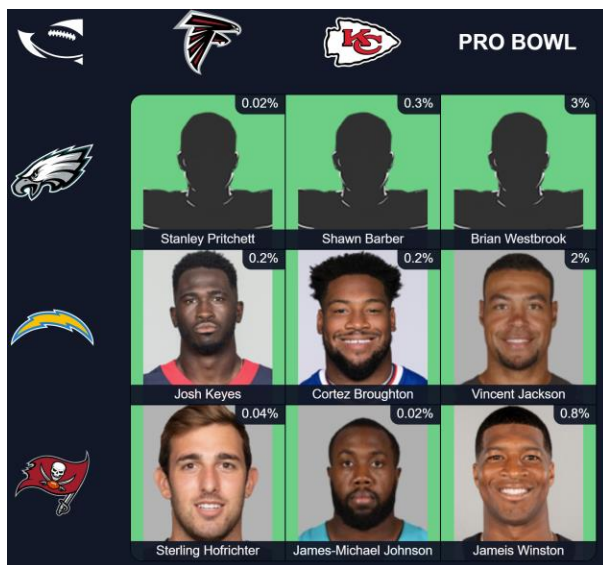 KC
PRO BOWL
0.02%
0.3%
3%
Stanley Pritchett
Shawn Barber
Brian Westbrook
0.2%
0.2%
2%
Josh Keyes
Cortez Broughton
Vincent Jackson
0.04%
0.02%
0.8%
Sterling Hofrichter
James-Michael Johnson
Jameis Winston